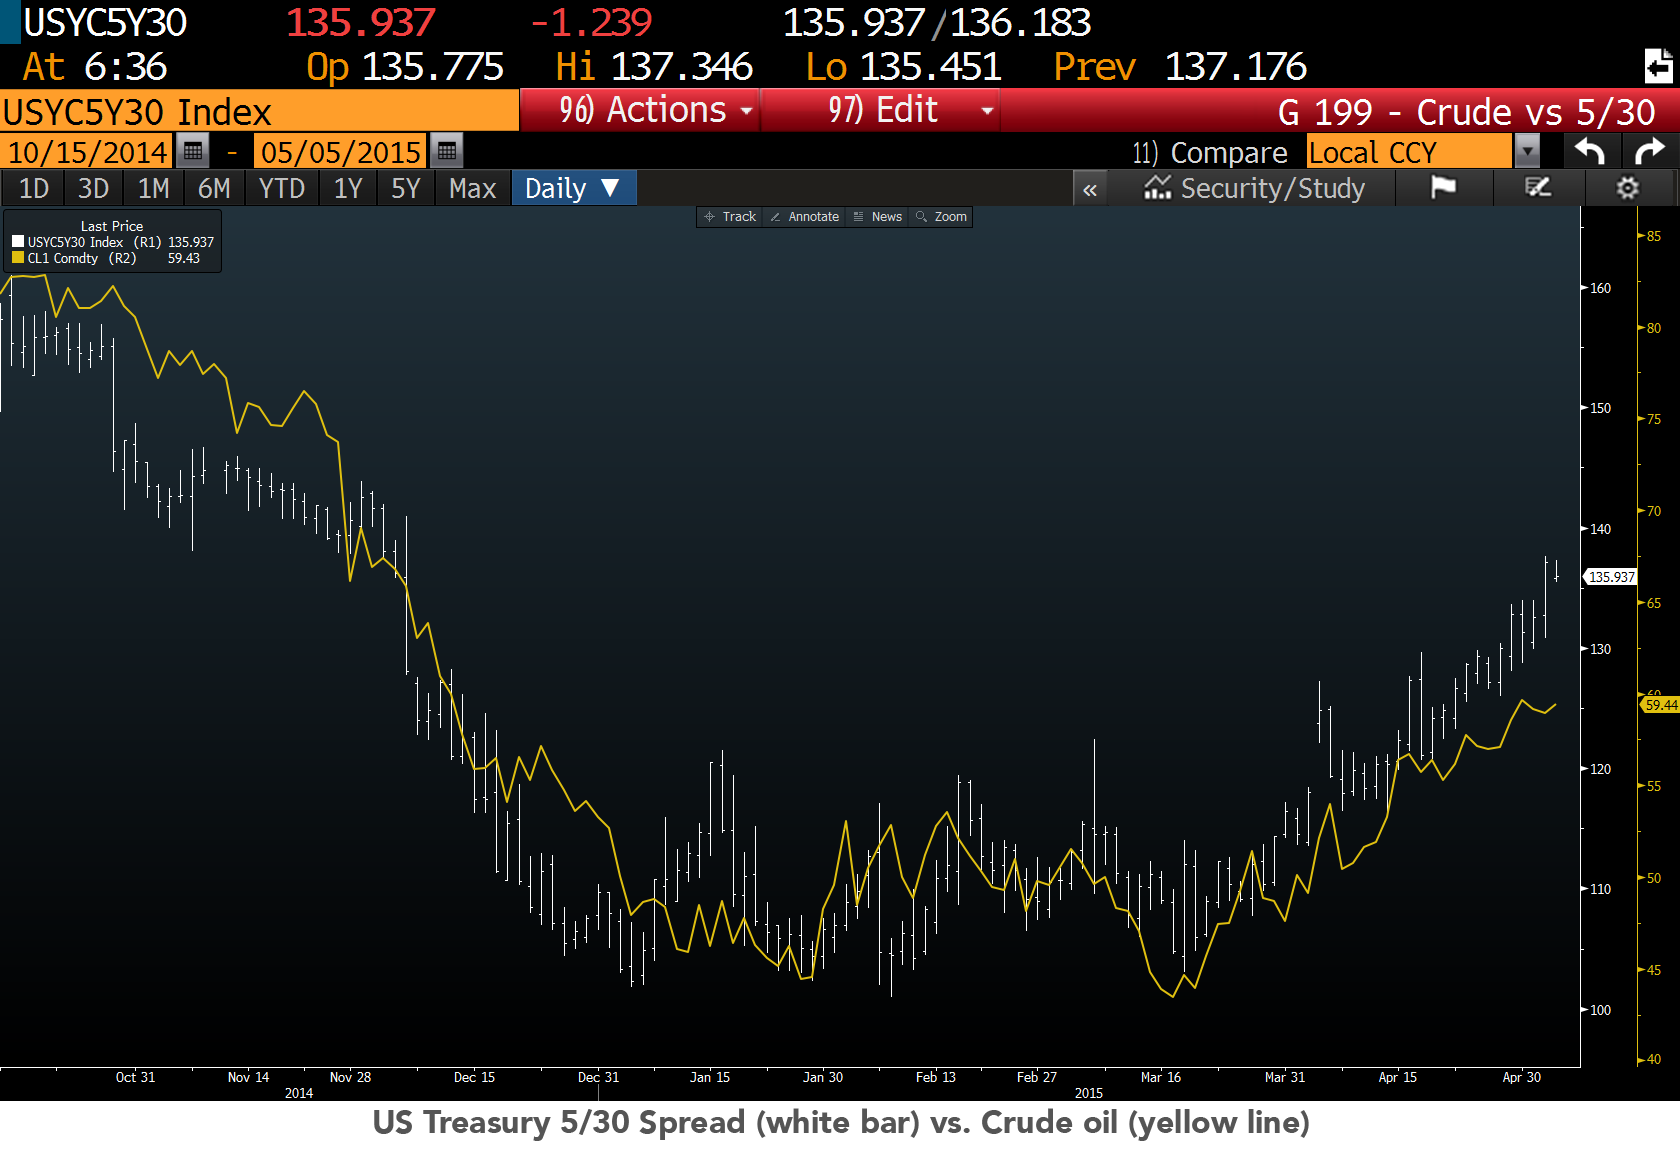 USYC5Y30 135.937 -1.239 135.937/136.183
At 6:36 Op 135.775 Hi 137.346 Lo 135.451 Prev 137.176
USYC5Y30 Index 96) Actions 97) Edit G 199 - Crude vs 5/30
10/15/2014 - 05/05/2015 11) Compare Local CCY
1D 3D 1M 6M YTD 1Y 5Y Max Daily ▼ « Security/Study
Track Annotate News Zoom
Last Price
USYC5Y30 Index (R1) 135.937
CL1 Comdty (R2) 59.43
85
160
80
150
75
70
140
135.937
65
130
60
59.44
120
55
50
110
45
100
40
Oct 31 Nov 14 Nov 28 Dec 15 Dec 31 Jan 15 Jan 30 Feb 13 Feb 27 Mar 16 Mar 31 Apr 15 Apr 30
2014 2015
US Treasury 5/30 Spread (white bar) vs. Crude oil (yellow line)